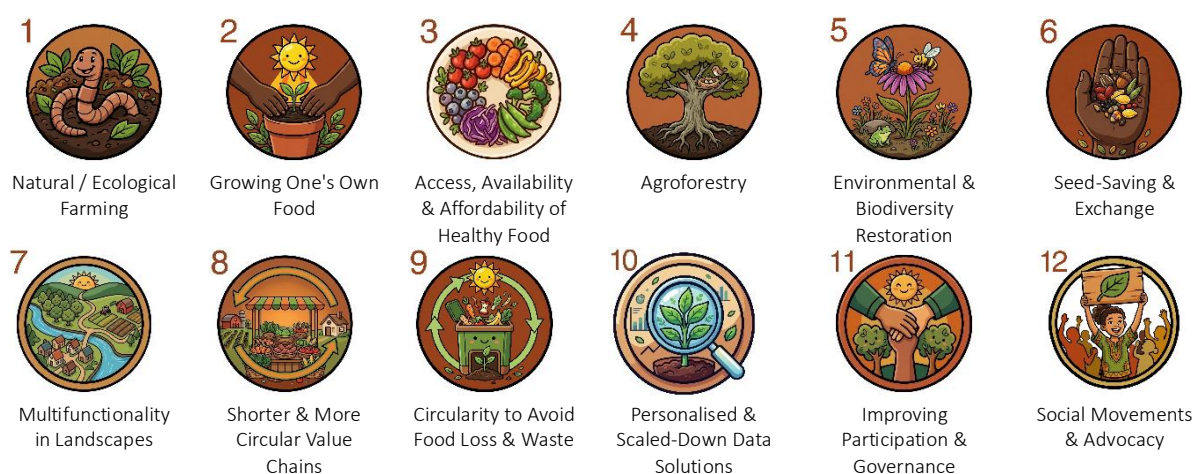 1
2
3
4
5
6
Natural / Ecological
Farming
Growing One's Own
Food
Access, Availability
& Affordability of
Healthy Food
Agroforestry
Environmental &
Biodiversity
Restoration
Seed-Saving &
Exchange
7
8
9
10
11
12
Multifunctionality
in Landscapes
Shorter & More
Circular Value
Chains
Circularity to Avoid
Food Loss & Waste
Personalised &
Scaled-Down Data
Solutions
Improving
Participation &
Governance
Social Movements
& Advocacy